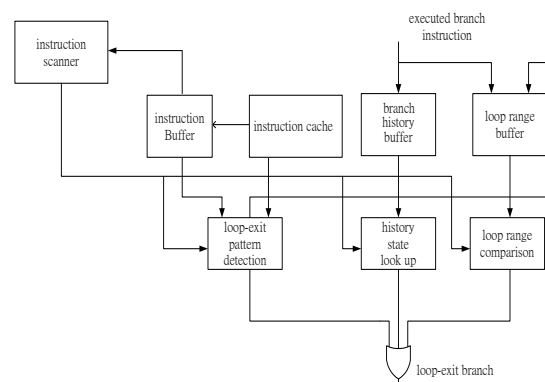 executed branch
instruction
instruction
scanner
instruction
Buffer
instruction cache
branch
history
buffer
loop range
buffer
loop-exit
pattern
detection
history
state
look up
loop range
comparison
loop-exit branch